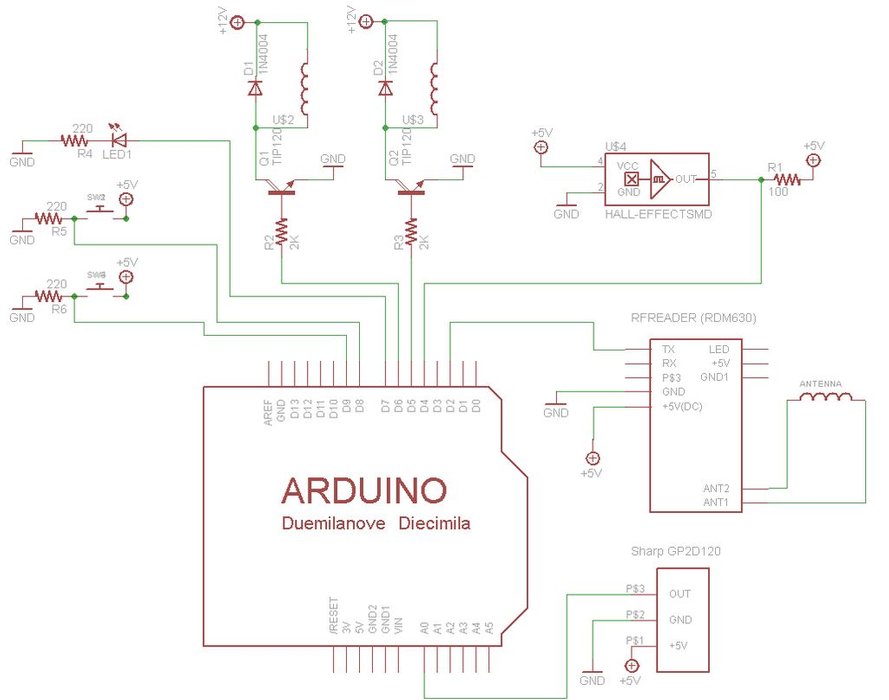 +12V
+12V
D1
1N4004
D2
1N4004
U$2
U$3
Q1
TIP120
Q2
TIP120
GND
GND
220
R4
LED1
GND
+5V
SW2
220
R5
GND
+5V
220
R6
GND
R2
2K
R3
2K
+5V
U$4
4
VCC
2
GND
OUT
5
GND
HALL-EFFECTSMD
R1
100
+5V
RFREADER (RDM630)
TX
RX
P$3
GND
+5V(DC)
LED
+5V
GND1
ANT2
ANT1
GND
+5V
ANTENNA
AREF
GND
D13
D12
D11
D10
D9
D8
D7
D6
D5
D4
D3
D2
D1
D0
ARDUINO
Duemilanove Diecimila
/RESET
3V
5V
GND2
GND1
VIN
A0
A1
A2
A3
A4
A5
Sharp GP2D120
P$3
OUT
P$2
GND
P$1
+5V
GND
+5V